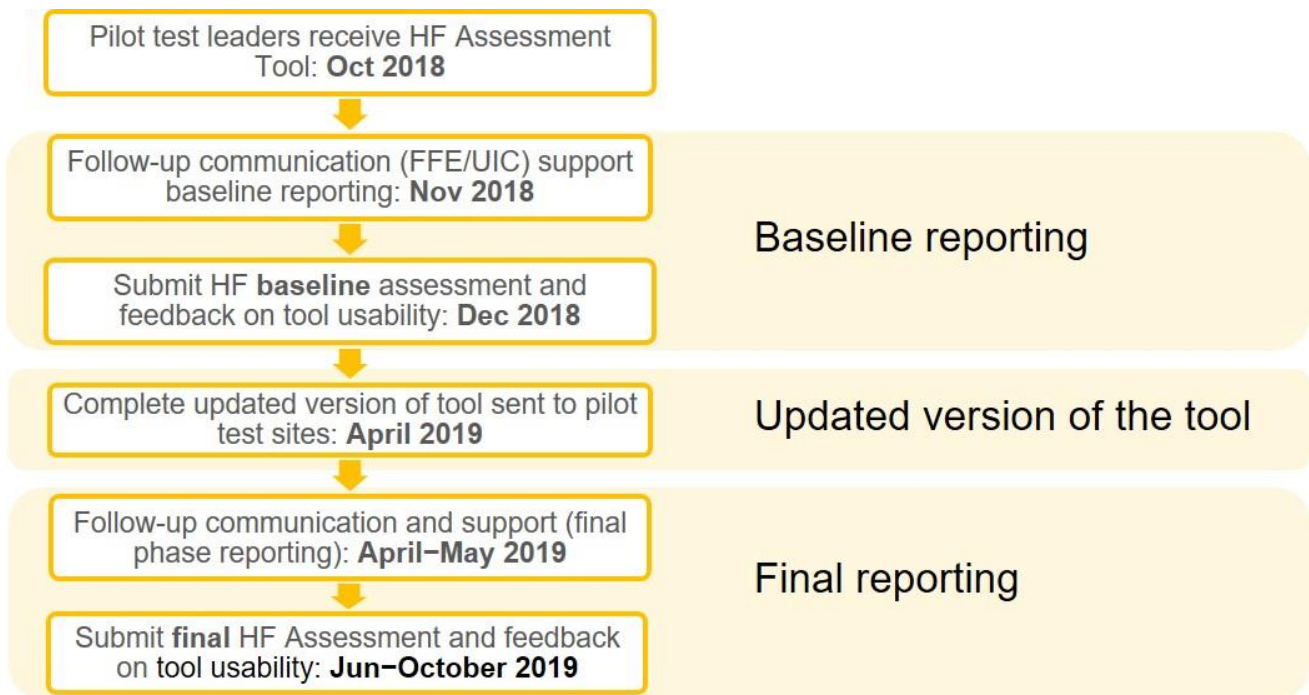 Pilot test leaders receive HF Assessment
Tool: Oct 2018
Follow-up communication (FFE/UIC) support
baseline reporting: Nov 2018
Submit HF baseline assessment and
feedback on tool usability: Dec 2018
Baseline reporting
Complete updated version of tool sent to pilot
test sites: April 2019
Updated version of the tool
Follow-up communication and support (final
phase reporting): April−May 2019
Submit final HF Assessment and feedback
on tool usability: Jun−October 2019
Final reporting